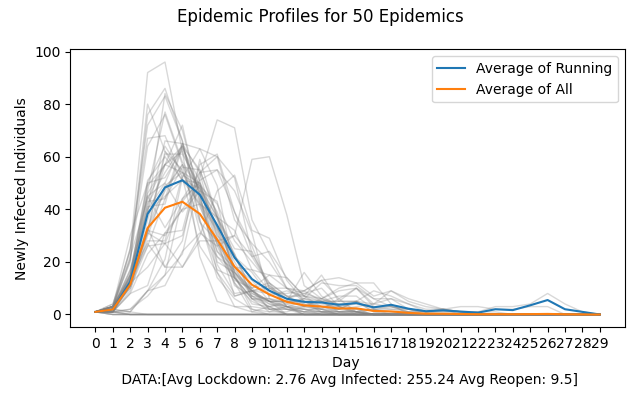 Epidemic Profiles for 50 Epidemics
100
80
60
40
20
0
Newly Infected Individuals
Average of Running
Average of All
0 1 2 3 4 5 6 7 8 9 10 11 12 13 14 15 16 17 18 19 20 21 22 23 24 25 26 27 28 29
Day
DATA:[Avg Lockdown: 2.76 Avg Infected: 255.24 Avg Reopen: 9.5]